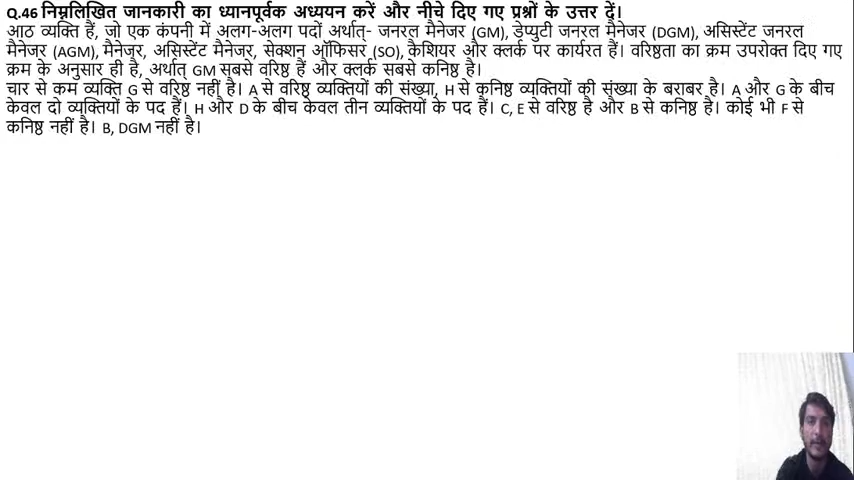 Q.46 निम्नलिखित जानकारी का ध्यानपूर्वक अध्ययन करें और नीचे दिए गए प्रश्नों के उत्तर दें।
आठ व्यक्ति हैं, जो एक कंपनी में अलग-अलग पदों अर्थात्- जनरल मैनेजर (GM), डेप्युटी जनरल मैनेजर (DGM), असिस्टेंट जनरल
मैनेजर (AGM), मैनेजर, असिस्टेंट मैनेजर, सेक्शन ऑफिसर (SO), कैशियर और क्लर्क पर कार्यरत हैं। वरिष्ठता का क्रम उपरोक्त दिए गए
क्रम के अनुसार ही है, अर्थात् GM सबसे वरिष्ठ हैं और क्लर्क सबसे कनिष्ठ है।
चार से कम व्यक्ति G से वरिष्ठ नहीं है। A से वरिष्ठ व्यक्तियों की संख्या, H से कनिष्ठ व्यक्तियों की संख्या के बराबर है। A और G के बीच
केवल दो व्यक्तियों के पद हैं। H और D के बीच केवल तीन व्यक्तियों के पद हैं। C, E से वरिष्ठ है और B से कनिष्ठ है। कोई भी F से
कनिष्ठ नहीं है। B, DGM नहीं है।